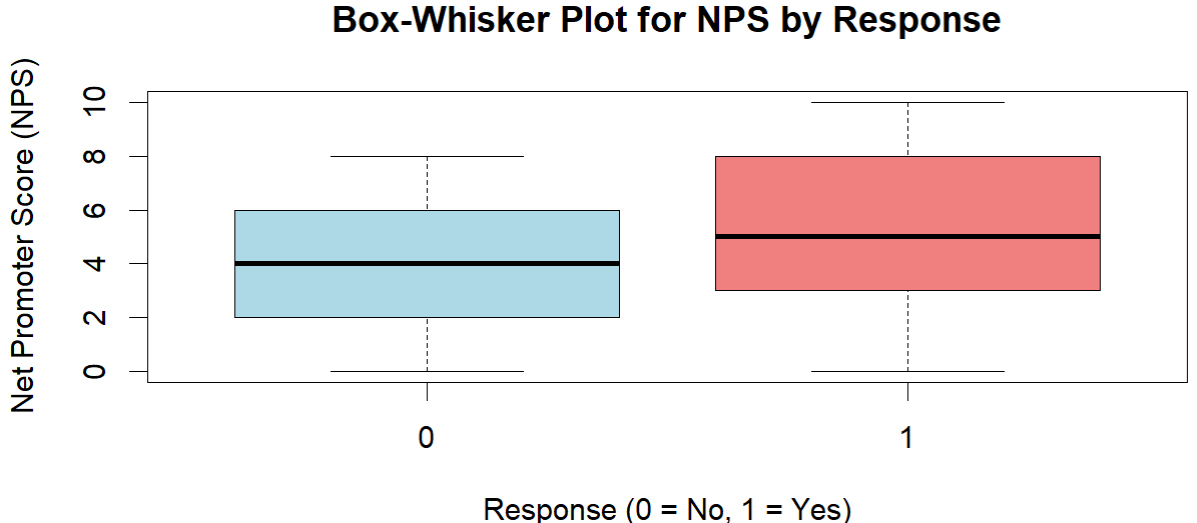 Box-Whisker Plot for NPS by Response
Net Promoter Score (NPS)
10
8
6
4
2
0
0
1
Response (0 = No, 1 = Yes)